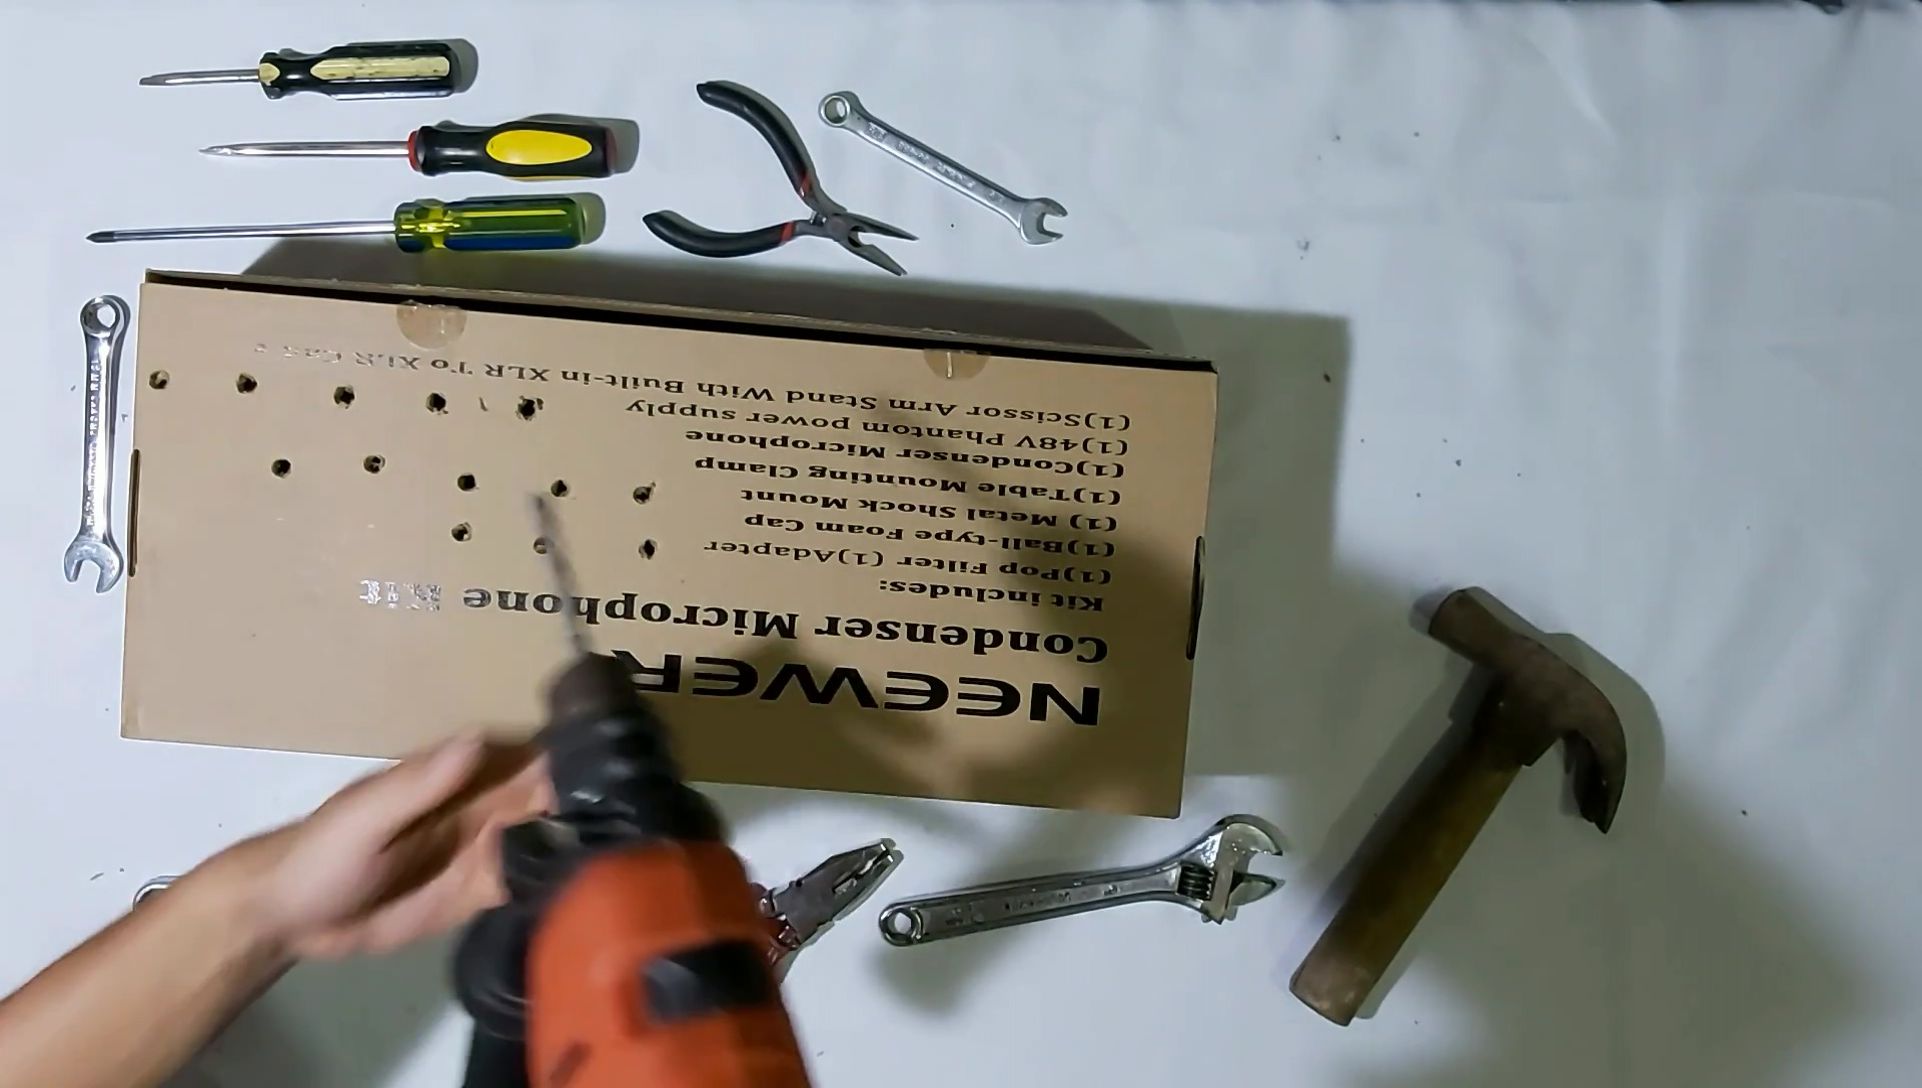 NEEWER
Condenser Microphone Kit
Kit includes:
(1)Pop Filter (1)Adapter
(1)Ball-type Foam Cap
(1) Metal Shock Mount
(1)Table Mounting Clamp
(1)Condenser Microphone
(1)48V Phantom power supply
(1)Scissor Arm Stand With Built-in XLR To XLR Cable